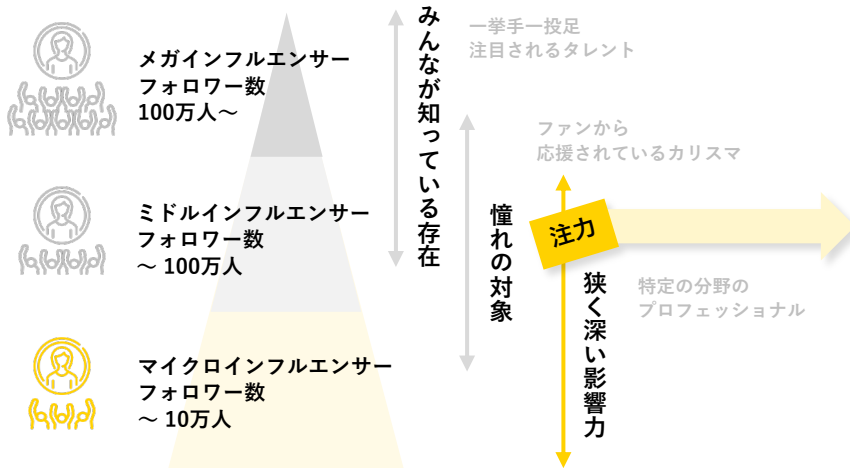 メガインフルエンサー
フォロワー数
100万人～
ミドルインフルエンサー
フォロワー数
～ 100万人
マイクロインフルエンサー
フォロワー数
～ 10万人
みんなが知っている存在
憧れの対象
狭く深い影響力
注力
一挙手一投足
注目されるタレント
ファンから
応援されているカリスマ
特定の分野の
プロフェッショナル